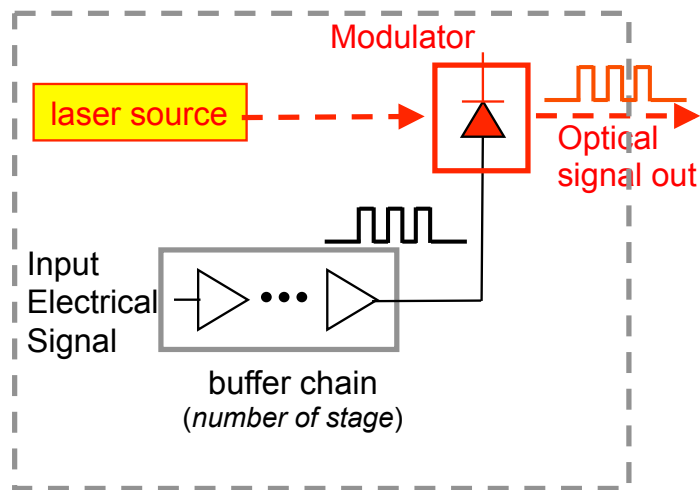 Modulator
laser source
Optical
signal out
Input
Electrical
Signal
buffer chain
(number of stage)